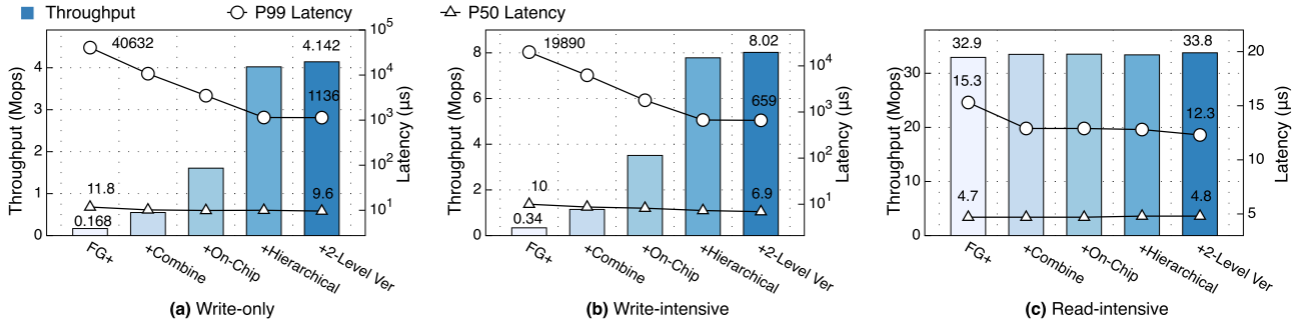 Throughput P99 Latency P50 Latency
Throughput (Mops)
0
1
2
3
4
40632
4.142
1136
11.8
0.168
9.6
10^5
10^4
10^3
10^2
10^1
Latency (µs)
FG+
+Combine
+On-Chip
+Hierarchical
+2-Level Ver
(a) Write-only
Throughput (Mops)
0
2
4
6
8
19890
8.02
659
10
0.34
6.9
10^4
10^3
10^2
10^1
Latency (µs)
FG+
+Combine
+On-Chip
+Hierarchical
+2-Level Ver
(b) Write-intensive
Throughput (Mops)
0
10
20
30
32.9
33.8
15.3
12.3
4.7
4.8
20
15
10
5
Latency (µs)
FG+
+Combine
+On-Chip
+Hierarchical
+2-Level Ver
(c) Read-intensive